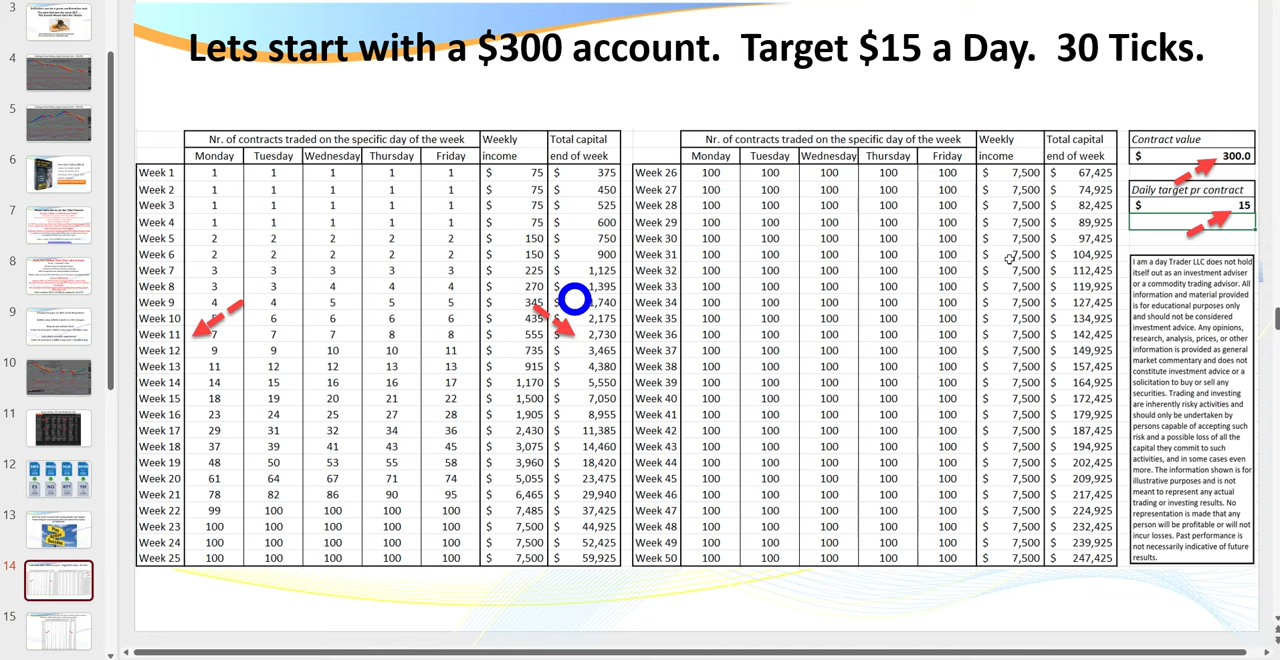 Lets start with a $300 account. Target $15 a Day. 30 Ticks.
Nr. of contracts traded on the specific day of the week Weekly Total capital
Monday Tuesday Wednesday Thursday Friday income end of week
Week 1 1 1 1 1 1 $ 75 $ 375
Week 2 1 1 1 1 1 $ 75 $ 450
Week 3 1 1 1 1 1 $ 75 $ 525
Week 4 1 1 1 1 1 $ 75 $ 600
Week 5 2 2 2 2 2 $ 150 $ 750
Week 6 2 2 2 2 2 $ 150 $ 900
Week 7 3 3 3 3 3 $ 225 $ 1,125
Week 8 3 3 4 4 4 $ 270 1,395
Week 9 4 4 5 5 5 $ 345 ,740
Week 10 6 6 6 6 $ 435 2,175
Week 11 7 7 7 8 8 $ 555 $ 2,730
Week 12 9 9 10 10 11 $ 735 $ 3,465
Week 13 11 12 12 13 13 $ 915 $ 4,380
Week 14 14 15 16 16 17 $ 1,170 $ 5,550
Week 15 18 19 20 21 22 $ 1,500 $ 7,050
Week 16 23 24 25 27 28 $ 1,905 $ 8,955
Week 17 29 31 32 34 36 $ 2,430 $ 11,385
Week 18 37 39 41 43 45 $ 3,075 $ 14,460
Week 19 48 50 53 55 58 $ 3,960 $ 18,420
Week 20 61 64 67 71 74 $ 5,055 $ 23,475
Week 21 78 82 86 90 95 $ 6,465 $ 29,940
Week 22 99 100 100 100 100 $ 7,485 $ 37,425
Week 23 100 100 100 100 100 $ 7,500 $ 44,925
Week 24 100 100 100 100 100 $ 7,500 $ 52,425
Week 25 100 100 100 100 100 $ 7,500 $ 59,925
Nr. of contracts traded on the specific day of the week Weekly Total capital
Monday Tuesday Wednesday Thursday Friday income end of week
Week 26 100 100 100 100 100 $ 7,500 $ 67,425
Week 27 100 100 100 100 100 $ 7,500 $ 74,925
Week 28 100 100 100 100 100 $ 7,500 $ 82,425
Week 29 100 100 100 100 100 $ 7,500 $ 89,925
Week 30 100 100 100 100 100 $ 7,500 $ 97,425
Week 31 100 100 100 100 100 $ 7,500 $ 104,925
Week 32 100 100 100 100 100 $ 7,500 $ 112,425
Week 33 100 100 100 100 100 $ 7,500 $ 119,925
Week 34 100 100 100 100 100 $ 7,500 $ 127,425
Week 35 100 100 100 100 100 $ 7,500 $ 134,925
Week 36 100 100 100 100 100 $ 7,500 $ 142,425
Week 37 100 100 100 100 100 $ 7,500 $ 149,925
Week 38 100 100 100 100 100 $ 7,500 $ 157,425
Week 39 100 100 100 100 100 $ 7,500 $ 164,925
Week 40 100 100 100 100 100 $ 7,500 $ 172,425
Week 41 100 100 100 100 100 $ 7,500 $ 179,925
Week 42 100 100 100 100 100 $ 7,500 $ 187,425
Week 43 100 100 100 100 100 $ 7,500 $ 194,925
Week 44 100 100 100 100 100 $ 7,500 $ 202,425
Week 45 100 100 100 100 100 $ 7,500 $ 209,925
Week 46 100 100 100 100 100 $ 7,500 $ 217,425
Week 47 100 100 100 100 100 $ 7,500 $ 224,925
Week 48 100 100 100 100 100 $ 7,500 $ 232,425
Week 49 100 100 100 100 100 $ 7,500 $ 239,925
Week 50 100 100 100 100 100 $ 7,500 $ 247,425
Contract value
$ 300.0
Daily target pr contract
$ 15
I am a day Trader LLC does not hold
itself out as an investment adviser
or a commodity trading advisor. All
information and material provided
is for educational purposes only
and should not be considered
investment advice. Any opinions,
research, analysis, prices, or other
information is provided as general
market commentary and does not
constitute investment advice or a
solicitation to buy or sell any
securities. Trading and investing
are inherently risky activities and
should only be undertaken by
persons capable of accepting such
risk and a possible loss of all the
capital they commit to such
activities, and in some cases even
more. The information shown is for
illustrative purposes and is not
meant to represent any actual
trading or investing results. No
representation is made that any
person will be profitable or will not
incur losses. Past performance is
not necessarily indicative of future
results.
3
4
5
6
7
8
9
10
11
12
13
14
15